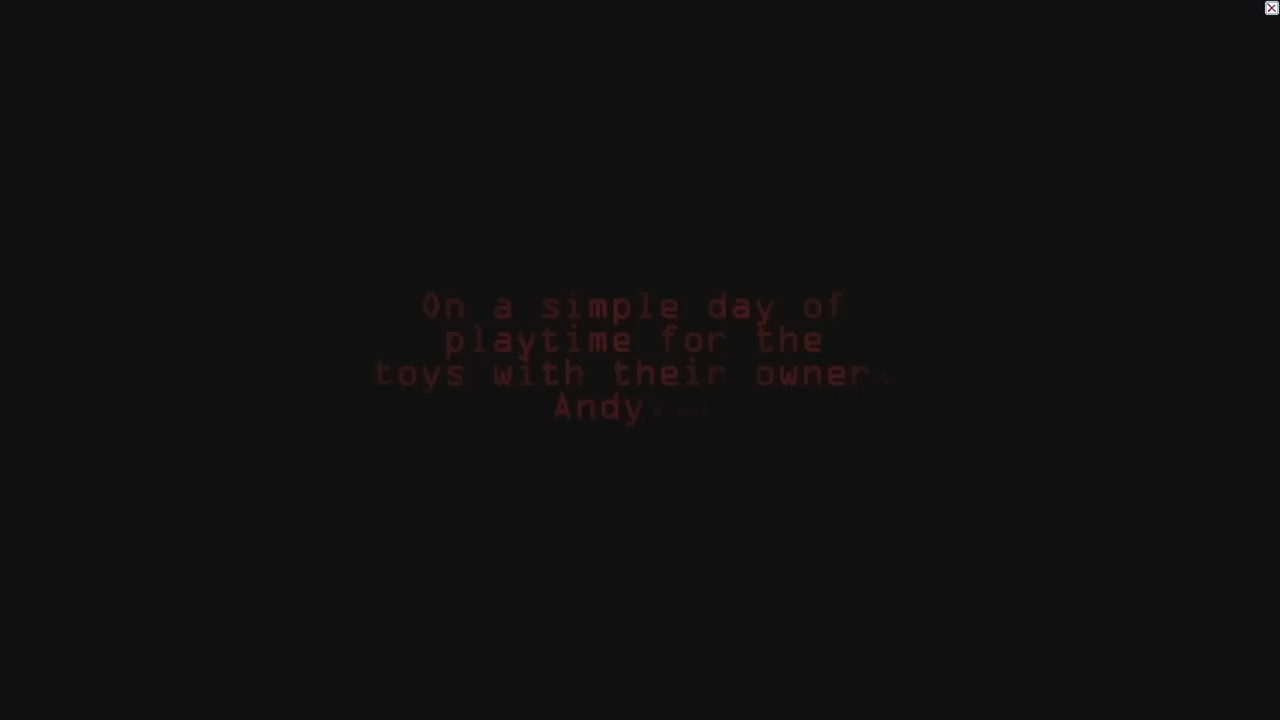 On a simple day of
playtime for the
toys with their owner,
Andy...